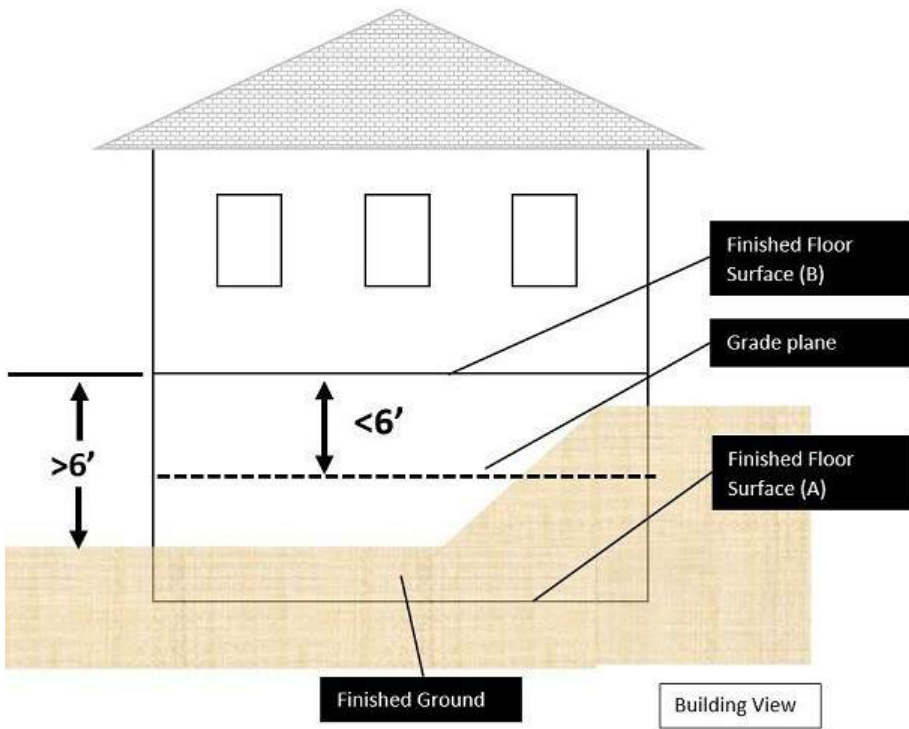 Finished Floor
Surface (B)
Grade plane
<6’
>6’
Finished Floor
Surface (A)
Finished Ground
Building View